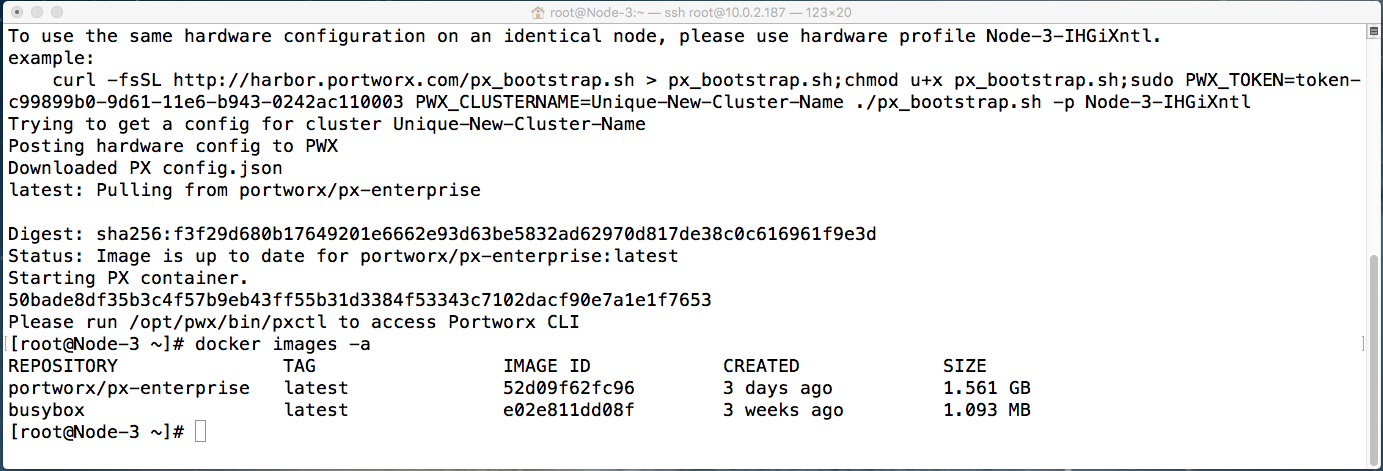 root@Node-3:~ — ssh root@10.0.2.187 — 123×20
To use the same hardware configuration on an identical node, please use hardware profile Node-3-IHGiXntl.
example:
    curl -fsSL http://harbor.portworx.com/px_bootstrap.sh > px_bootstrap.sh;chmod u+x px_bootstrap.sh;sudo PWX_TOKEN=token-
c99899b0-9d61-11e6-b943-0242ac110003 PWX_CLUSTERNAME=Unique-New-Cluster-Name ./px_bootstrap.sh -p Node-3-IHGiXntl
Trying to get a config for cluster Unique-New-Cluster-Name
Posting hardware config to PWX
Downloaded PX config.json
latest: Pulling from portworx/px-enterprise
Digest: sha256:f3f29d680b17649201e6662e93d63be5832ad62970d817de38c0c616961f9e3d
Status: Image is up to date for portworx/px-enterprise:latest
Starting PX container.
50bade8df35b3c4f57b9eb43ff55b31d3384f53343c7102dacf90e7a1e1f7653
Please run /opt/pwx/bin/pxctl to access Portworx CLI
[[root@Node-3 ~]# docker images -a ]
REPOSITORY               TAG                 IMAGE ID            CREATED             SIZE
portworx/px-enterprise   latest              52d09f62fc96        3 days ago          1.561 GB
busybox                  latest              e02e811dd08f        3 weeks ago         1.093 MB
[root@Node-3 ~]#